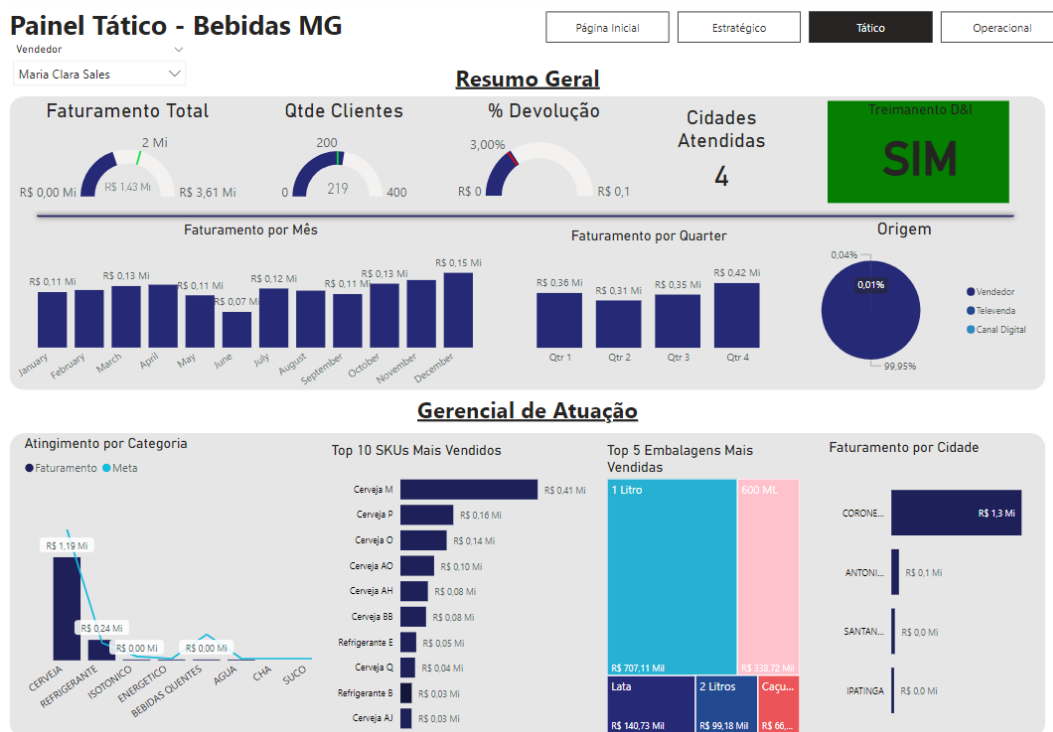 Painel Tático - Bebidas MG
Página Inicial
Estratégico
Tático
Operacional
Vendedor
Maria Clara Sales
Resumo Geral
Faturamento Total
2 Mi
R$ 0,00 Mi
R$ 1,43 Mi
R$ 3,61 Mi
Qtde Clientes
200
0
219
400
% Devolução
3,00%
R$ 0
R$ 0,1
Cidades
Atendidas
4
Treimanento D&I
SIM
Faturamento por Mês
R$ 0,11 Mi
R$ 0,13 Mi
R$ 0,11 Mi
R$ 0,07 Mi
R$ 0,12 Mi
R$ 0,11 Mi
R$ 0,13 Mi
R$ 0,15 Mi
January
February
March
April
May
June
July
August
September
October
November
December
Faturamento por Quarter
R$ 0,36 Mi
R$ 0,31 Mi
R$ 0,35 Mi
R$ 0,42 Mi
Qtr 1
Qtr 2
Qtr 3
Qtr 4
Origem
0,04%
0,01%
99,95%
Vendedor
Televenda
Canal Digital
Gerencial de Atuação
Atingimento por Categoria
Faturamento
Meta
R$ 1,19 Mi
R$ 0,24 Mi
R$ 0,00 Mi
R$ 0,00 Mi
CERVEJA
REFRIGERANTE
ISOTONICO
ENERGETICO
BEBIDAS QUENTES
AGUA
CHA
SUCO
Top 10 SKUs Mais Vendidos
Cerveja M
R$ 0,41 Mi
Cerveja P
R$ 0,16 Mi
Cerveja O
R$ 0,14 Mi
Cerveja AO
R$ 0,10 Mi
Cerveja AH
R$ 0,08 Mi
Cerveja BB
R$ 0,08 Mi
Refrigerante E
R$ 0,05 Mi
Cerveja Q
R$ 0,04 Mi
Refrigerante B
R$ 0,03 Mi
Cerveja AJ
R$ 0,03 Mi
Top 5 Embalagens Mais
Vendidas
1 Litro
R$ 707,11 Mil
600 ML
R$ 338,72 Mil
Lata
R$ 140,73 Mil
2 Litros
R$ 99,18 Mil
Caçu...
R$ 66,...
Faturamento por Cidade
CORONE...
R$ 1,3 Mi
ANTONI...
R$ 0,1 Mi
SANTAN...
R$ 0,0 Mi
IPATINGA
R$ 0,0 Mi